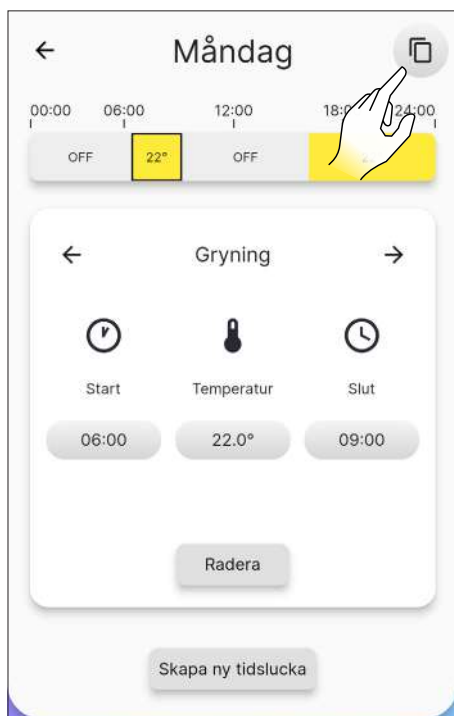 Måndag
00:00 06:00 12:00 24:00
OFF 22° OFF
Gryning
Start Temperatur Slut
06:00 22.0° 09:00
Radera
Skapa ny tidslucka